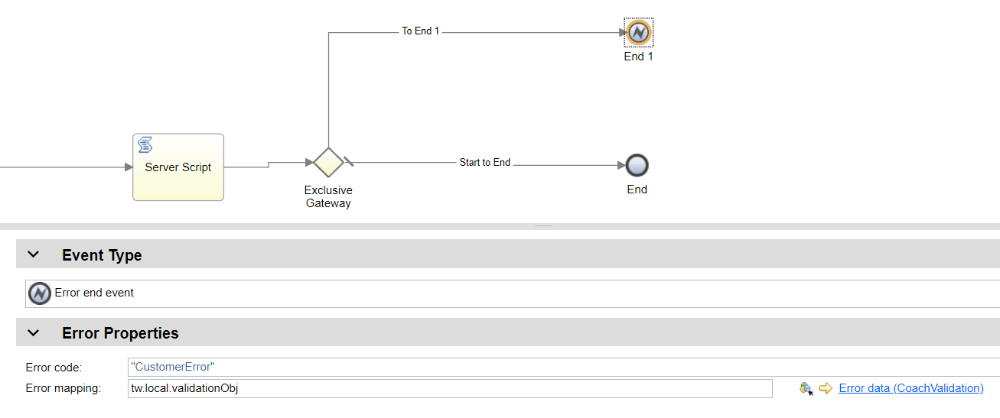 To End 1
End 1
Server Script
Start to End
Exclusive
Gateway
End
Event Type
Error end event
Error Properties
Error code: "CustomerError"
Error mapping: tw.local.validationObj Error data (CoachValidation)